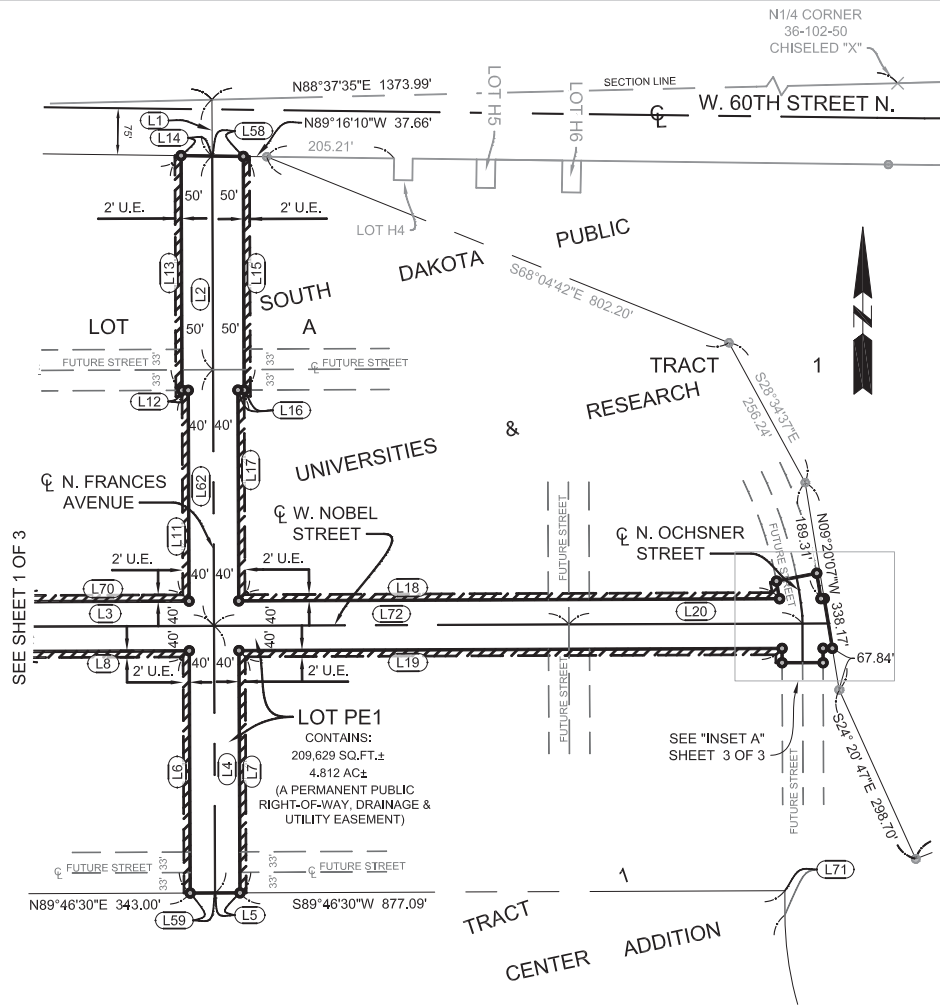 N1/4 CORNER
36-102-50
CHISELED "X"
N88°37'35"E 1373.99'
SECTION LINE
LOT H5
LOT H6
℄ W. 60TH STREET N.
L1
L14
L58
N89°16'10"W 37.66'
75'
205.21'
50' 50'
2' U.E.
2' U.E.
LOT H4
L13
L2
L15
SOUTH DAKOTA PUBLIC
S68°04'42"E 802.20'
N
50' 50'
LOT A
FUTURE STREET 33'
33'
33' ℄ FUTURE STREET
33'
TRACT 1
L12
L16
RESEARCH
S28°34'37"E
256.24'
40' 40'
UNIVERSITIES &
L62
L17
℄ N. FRANCES
AVENUE
℄ W. NOBEL
STREET
FUTURE STREET
℄ N. OCHSNER
STREET
FUTURE STREET
189.31'
N09°20'07"W 338.17'
L11
2' U.E.
40' 40'
2' U.E.
L70
L18
L3
40'
40'
L72
L20
SEE SHEET 1 OF 3
L8
40'
40'
L19
67.84'
2' U.E.
40' 40'
2' U.E.
FUTURE STREET
LOT PE1
CONTAINS:
209,629 SQ.FT.±
4.812 AC±
(A PERMANENT PUBLIC
RIGHT-OF-WAY, DRAINAGE &
UTILITY EASEMENT)
L6
L4
L7
SEE "INSET A"
SHEET 3 OF 3
FUTURE STREET
S24° 20' 47"E 298.70'
℄ FUTURE STREET 33'
33'
33' ℄ FUTURE STREET
33'
L71
N89°46'30"E 343.00'
L59
L5
S89°46'30"W 877.09'
1
TRACT
CENTER ADDITION